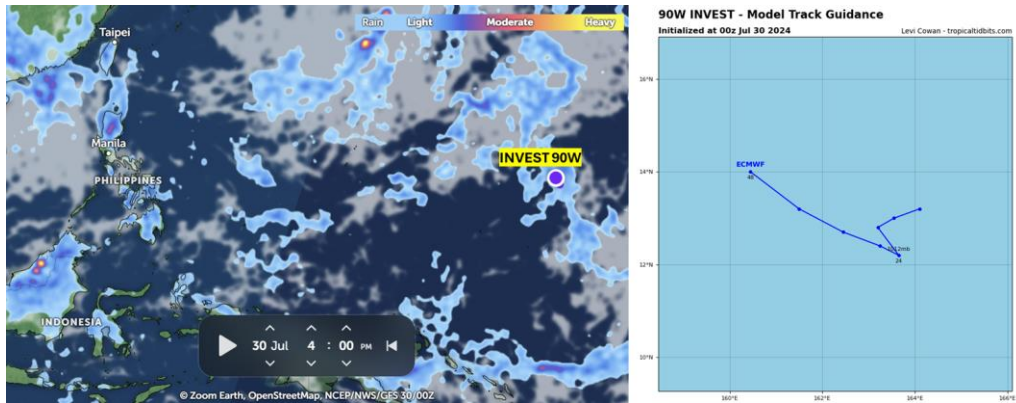 Rain Light Moderate Heavy
Taipei
Manila
PHILIPPINES
INVEST 90W
INDONESIA
30 Jul 4 : 00 PM
© Zoom Earth, OpenStreetMap, NCEP/NWS/GFS 30/00Z
90W INVEST - Model Track Guidance
Initialized at 00z Jul 30 2024 Levi Cowan - tropicaltidbits.com
16°N
14°N
12°N
10°N
ECMWF
48
24
160°E 162°E 164°E 166°E